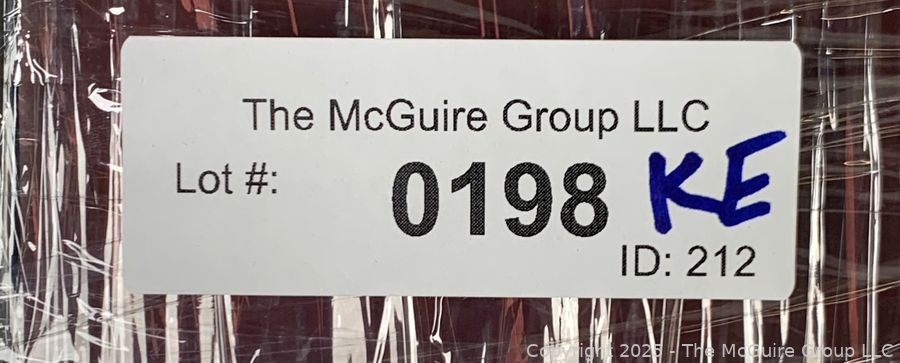 The McGuire Group LLC
Lot #: 0198 KE
ID: 212
Copyright 2025 - The McGuire Group LLC